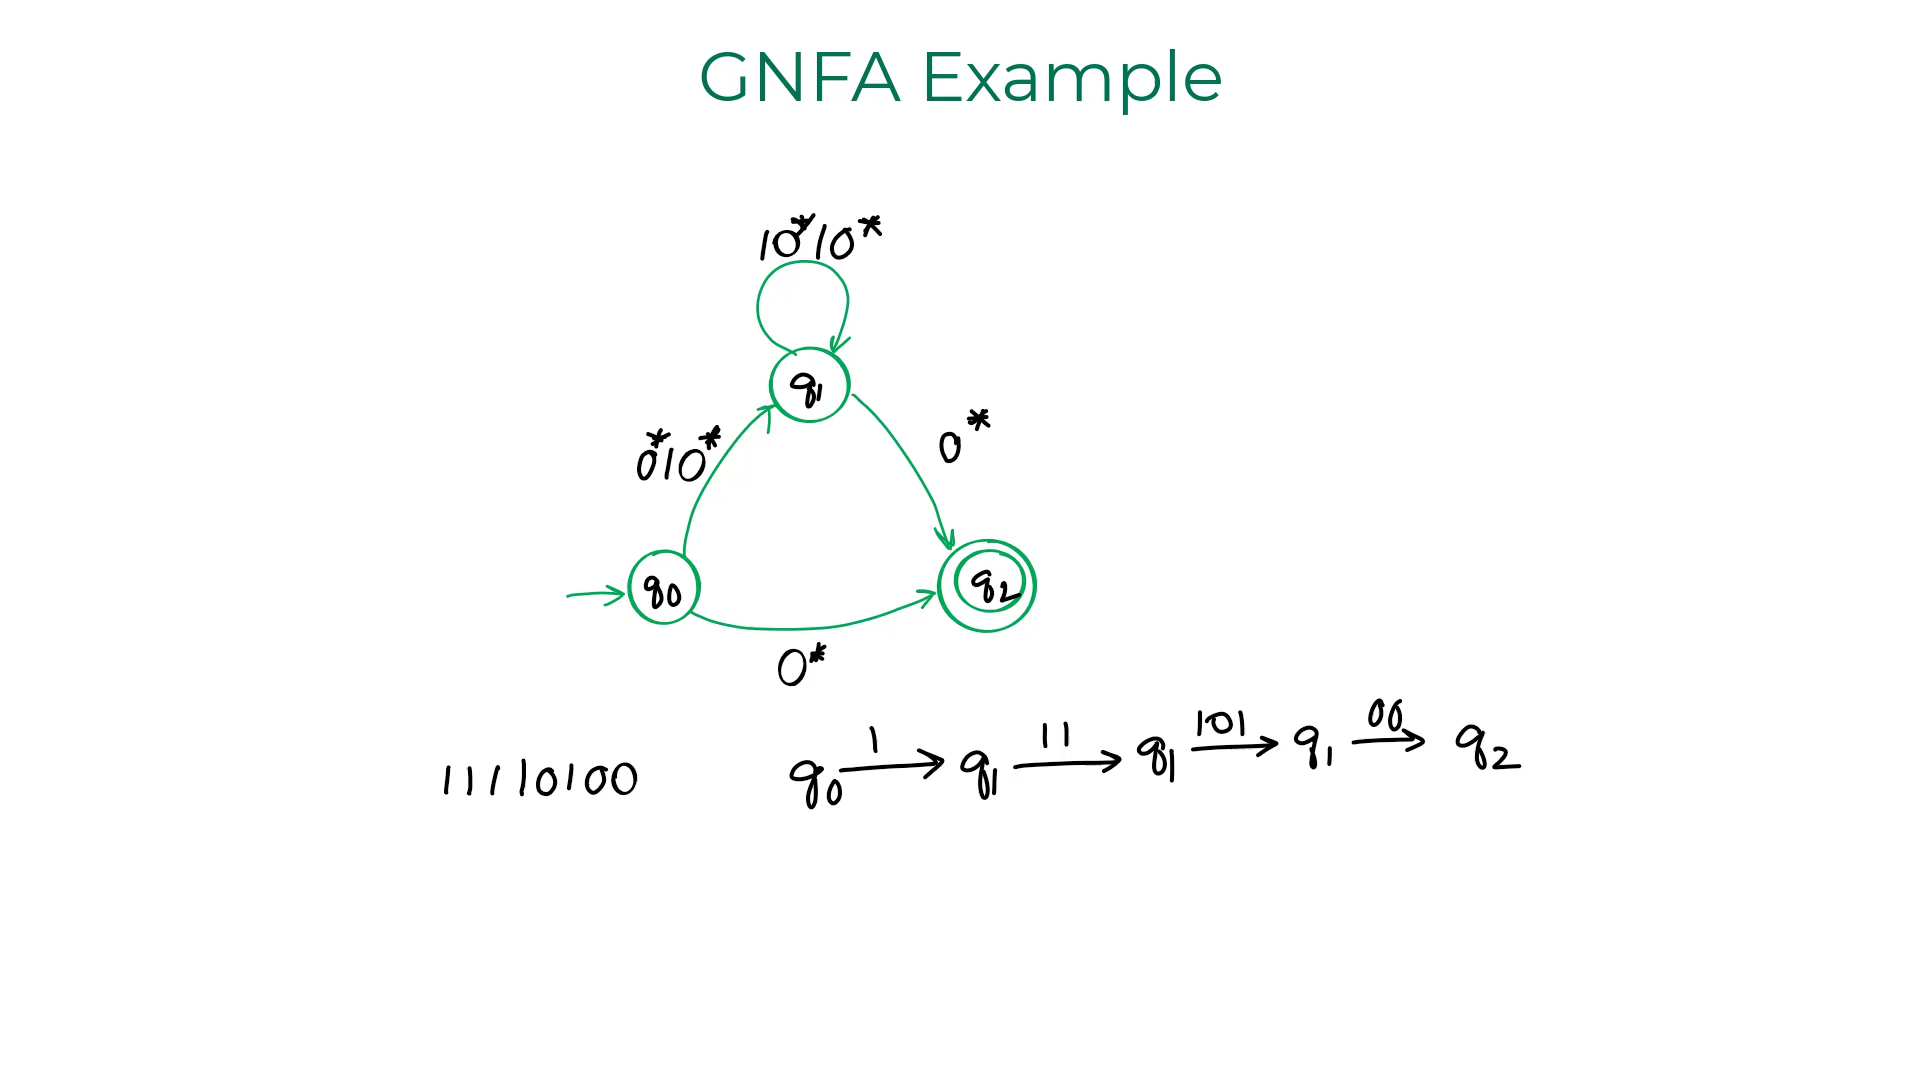 GNFA Example
10*10*
q1
0*
0*10*
q0
q2
0*
11110100
q0 1 q1 11 q1 101 q1 00 q2